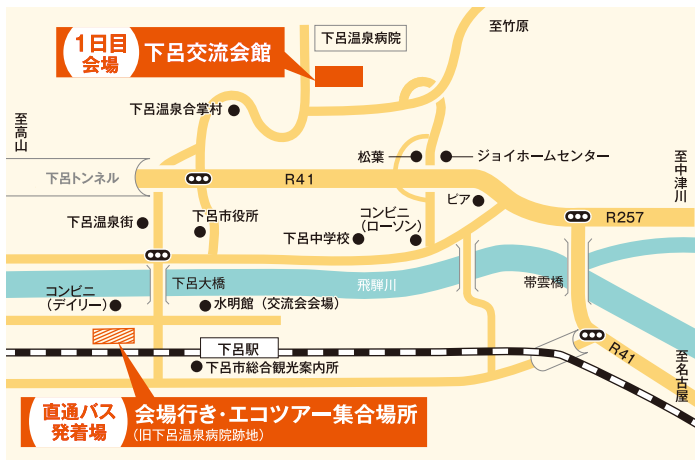 1日目
会場
下呂交流会館
下呂温泉病院
至竹原
下呂温泉合掌村
至高山
松葉
ジョイホームセンター
至中津川
下呂トンネル
R41
ピア
R257
下呂温泉街
下呂市役所
コンビニ
(ローソン)
下呂中学校
下呂大橋
飛騨川
帯雲橋
コンビニ
(デイリー)
水明館(交流会会場)
下呂駅
R41
至名古屋
下呂市総合観光案内所
直通バス
発着場
会場行き・エコツアー集合場所
(旧下呂温泉病院跡地)